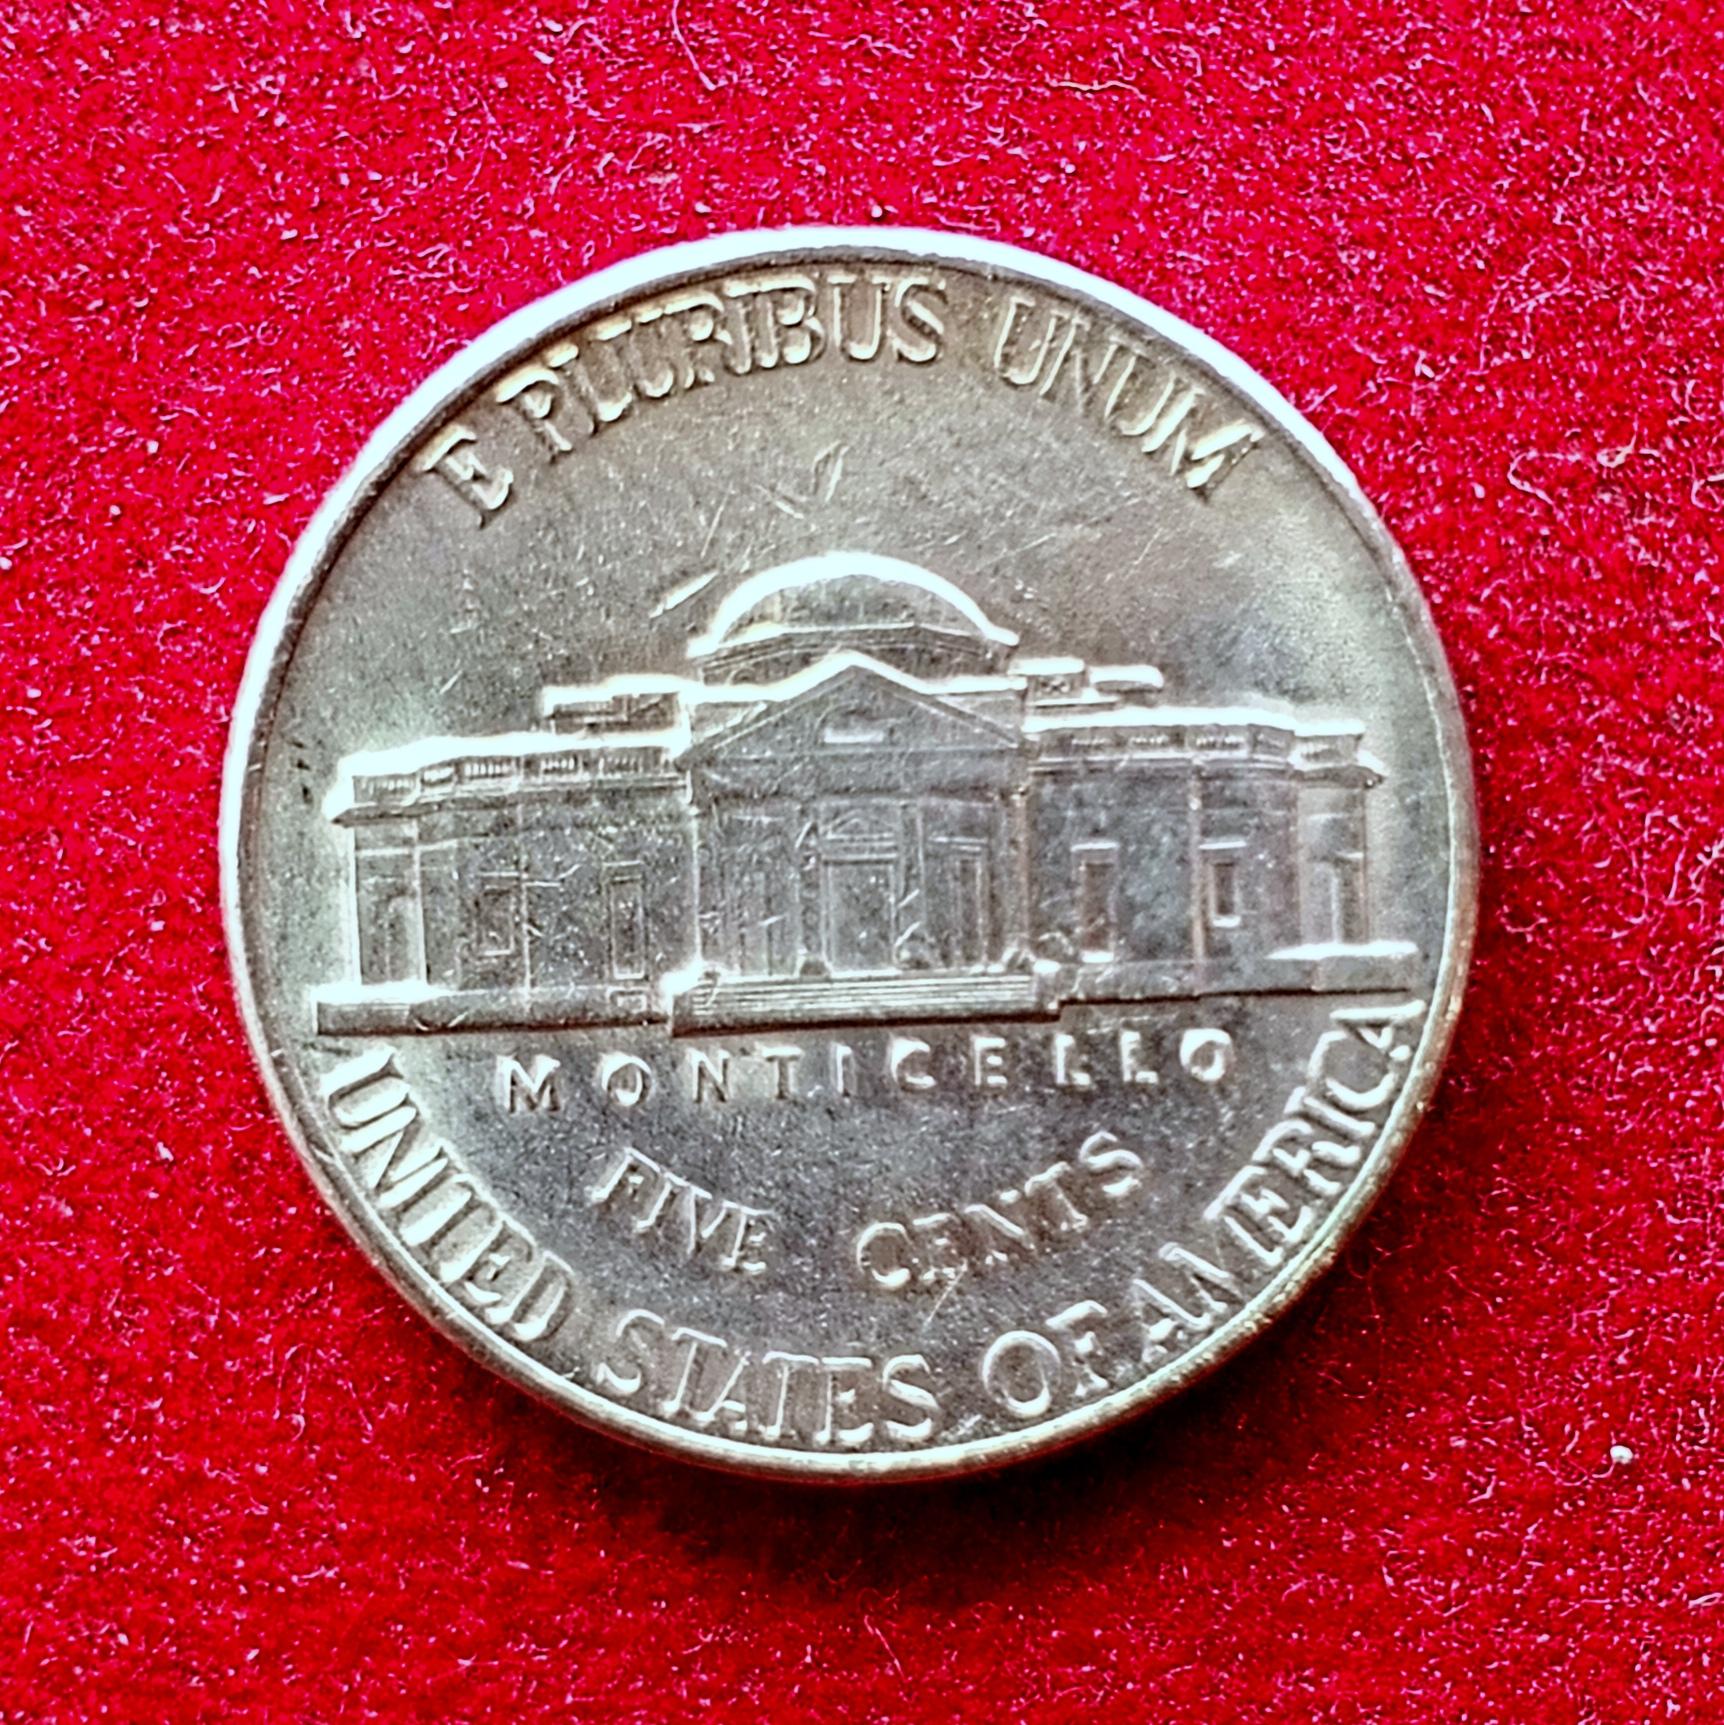 E PLURIBUS UNUM
MONTICELLO
FIVE CENTS
UNITED STATES OF AMERICA